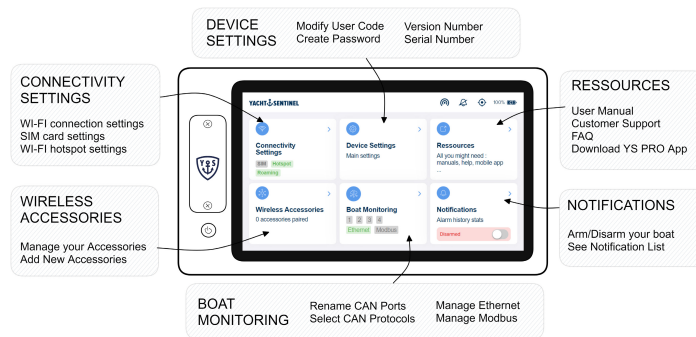 DEVICE SETTINGS
Modify User Code
Create Password
Version Number
Serial Number
CONNECTIVITY SETTINGS
WI-FI connection settings
SIM card settings
WI-FI hotspot settings
WIRELESS ACCESSORIES
Manage your Accessories
Add New Accessories
YS
YACHT SENTINEL
100%
Connectivity
Settings
SIM Hotspot
Roaming
Device Settings
Main settings
Ressources
All you might need :
manuals, help, mobile app
...
Wireless Accessories
0 accessories paired
Boat Monitoring
1 2 3 4
Ethernet Modbus
Notifications
Alarm history stats
Disarmed
RESSOURCES
User Manual
Customer Support
FAQ
Download YS PRO App
NOTIFICATIONS
Arm/Disarm your boat
See Notification List
BOAT MONITORING
Rename CAN Ports
Select CAN Protocols
Manage Ethernet
Manage Modbus